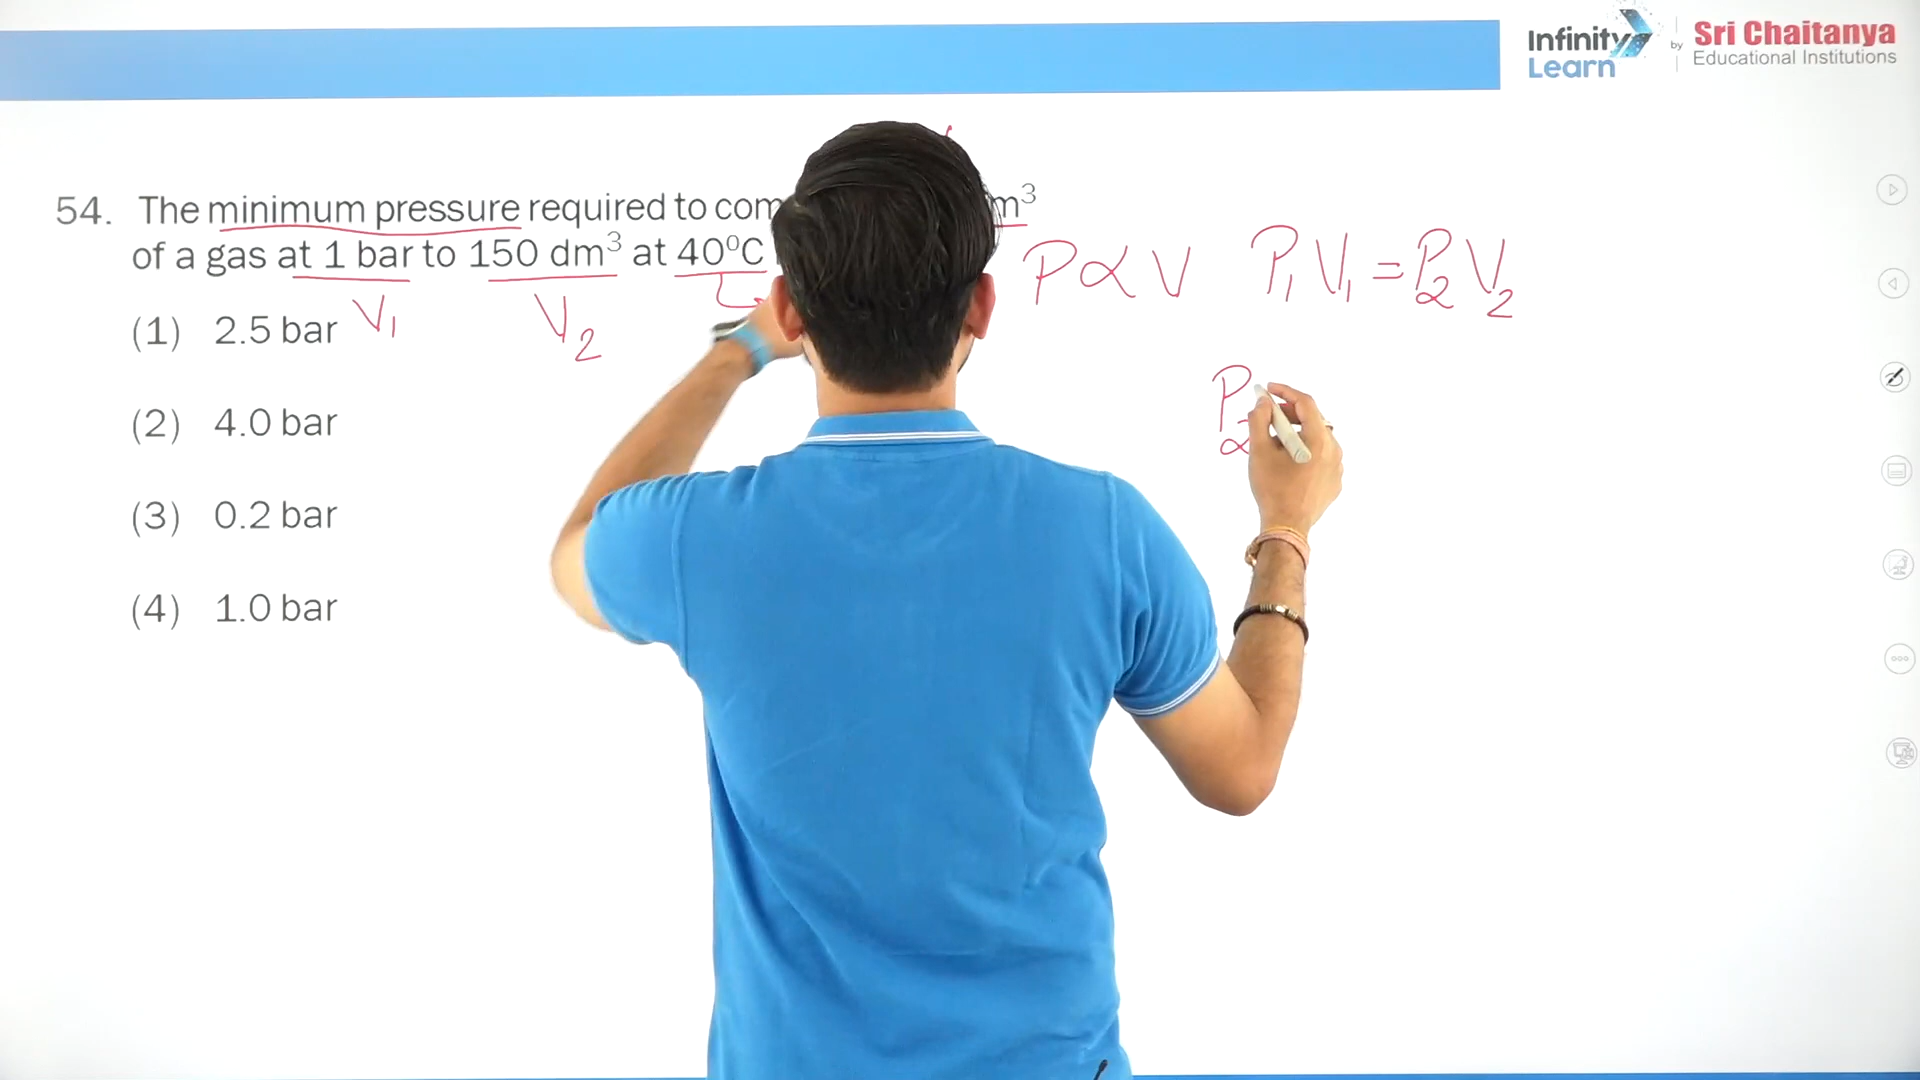 Infinity Learn by Sri Chaitanya Educational Institutions
54. The minimum pressure required to com m³
of a gas at 1 bar to 150 dm³ at 40⁰C
V₁ V₂
P ∝ V P₁V₁ = P₂V₂
P₂
(1) 2.5 bar
(2) 4.0 bar
(3) 0.2 bar
(4) 1.0 bar